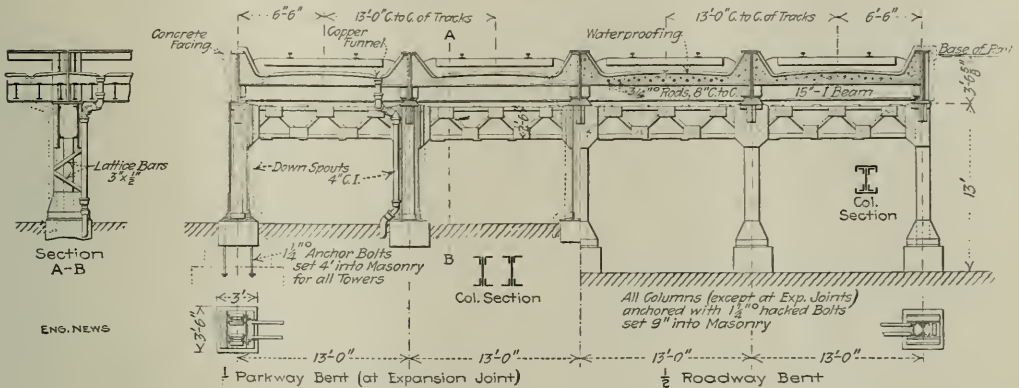 6'-6"
13'-0" C. to C. of Tracks
13'-0" C. to C. of Tracks
6'-6"
Concrete
Facing
Copper
Funnel
A
Waterproofing
Base of Rail
3/4"° Rods, 8" C. to C.
15"-I Beam
3'-6 5/8"
2'-6"
Lattice Bars
3" x 1/2"
Down Spouts
4" C.I.
Col.
Section
13'
Section
A-B
1 1/4"° Anchor Bolts
set 4' into Masonry
for all Towers
B
Col. Section
All Columns (except at Exp. Joints)
anchored with 1 1/4"° hacked Bolts
set 9" into Masonry
3'
3'-6"
ENG. NEWS
13'-0"
13'-0"
13'-0"
13'-0"
Parkway Bent (at Expansion Joint)
1/2 Roadway Bent